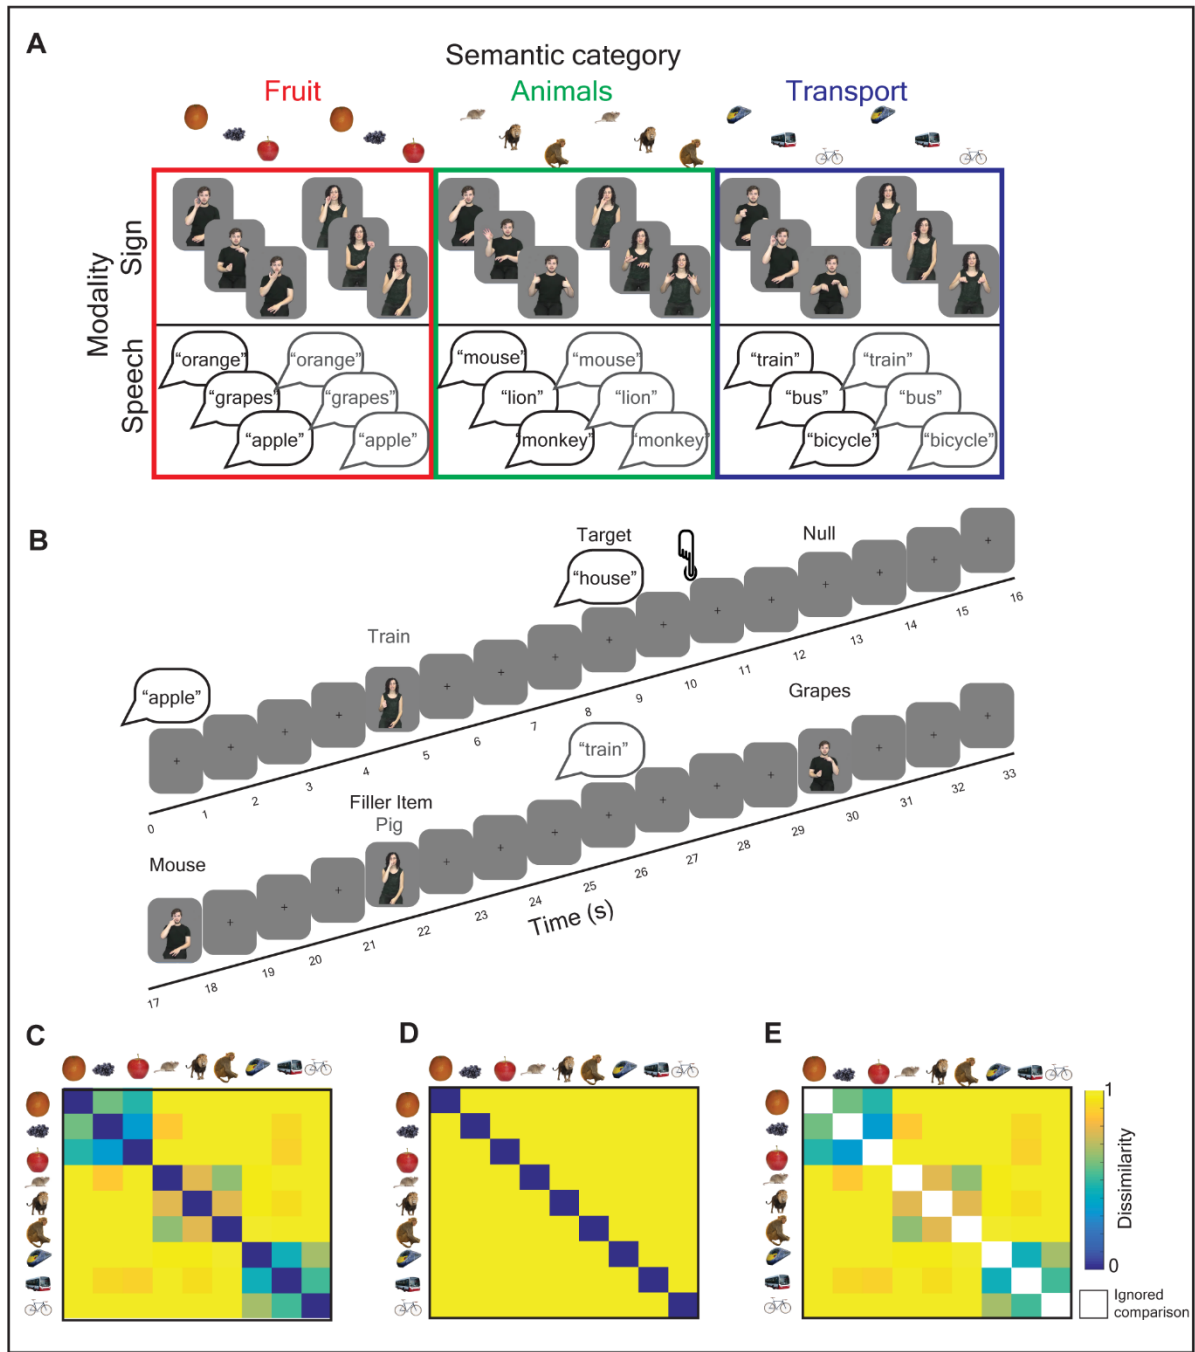 A
Semantic category
Fruit Animals Transport
Modality
Sign
Speech
“orange” “orange” “mouse” “mouse” “train” “train”
“grapes” “grapes” “lion” “lion” “bus” “bus”
“apple” “apple” “monkey” “monkey” “bicycle” “bicycle”
B
Target
Null
“house”
Train
“apple”
0 1 2 3 4 5 6 7 8 9 10 11 12 13 14 15 16
Grapes
“train”
Filler Item
Pig
Mouse
17 18 19 20 21 22 23 24 25 26 27 28 29 30 31 32 33
Time (s)
C D E
1
Dissimilarity
0
Ignored
comparison